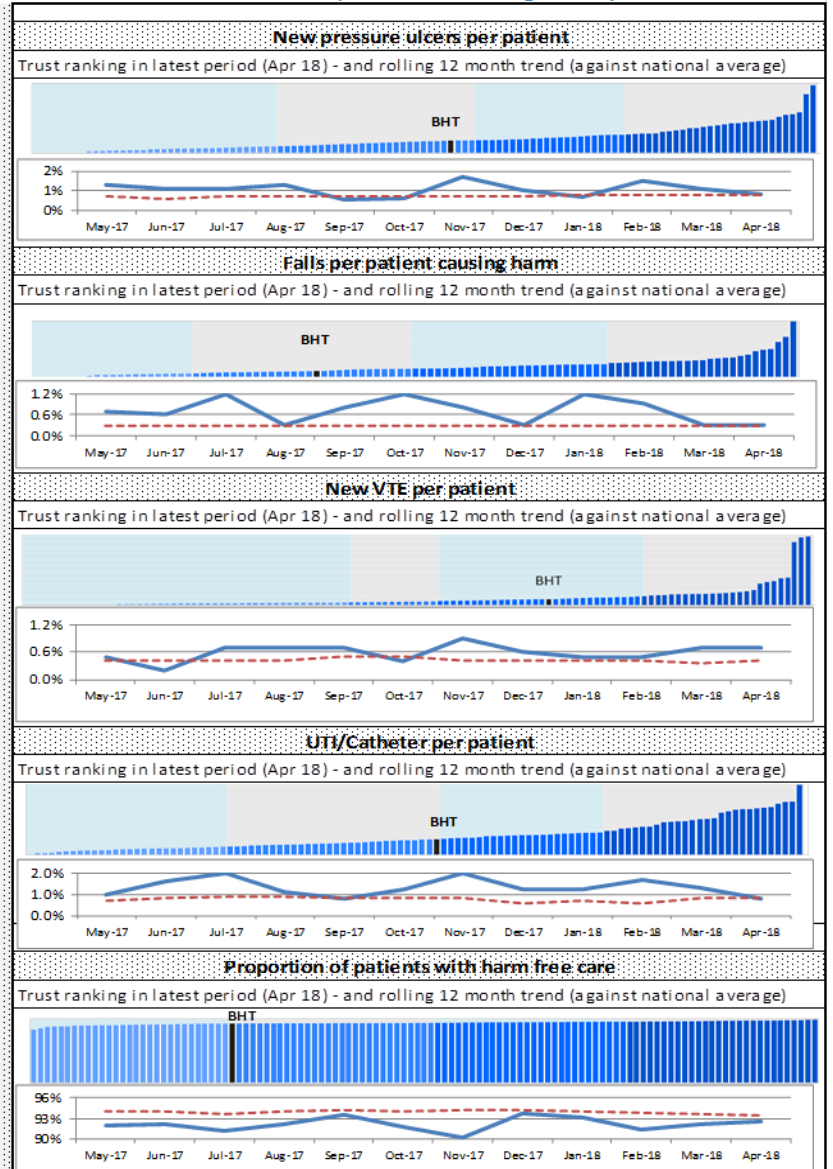 New pressure ulcers per patient
Trust ranking in latest period (Apr 18) - and rolling 12 month trend (against national average)
BHT
2%
1%
0%
May-17 Jun-17 Jul-17 Aug-17 Sep-17 Oct-17 Nov-17 Dec-17 Jan-18 Feb-18 Mar-18 Apr-18
Falls per patient causing harm
Trust ranking in latest period (Apr 18) - and rolling 12 month trend (against national average)
BHT
1.2%
0.6%
0.0%
May-17 Jun-17 Jul-17 Aug-17 Sep-17 Oct-17 Nov-17 Dec-17 Jan-18 Feb-18 Mar-18 Apr-18
New VTE per patient
Trust ranking in latest period (Apr 18) - and rolling 12 month trend (against national average)
BHT
1.2%
0.6%
0.0%
May-17 Jun-17 Jul-17 Aug-17 Sep-17 Oct-17 Nov-17 Dec-17 Jan-18 Feb-18 Mar-18 Apr-18
UTI/Catheter per patient
Trust ranking in latest period (Apr 18) - and rolling 12 month trend (against national average)
BHT
2.0%
1.0%
0.0%
May-17 Jun-17 Jul-17 Aug-17 Sep-17 Oct-17 Nov-17 Dec-17 Jan-18 Feb-18 Mar-18 Apr-18
Proportion of patients with harm free care
Trust ranking in latest period (Apr 18) - and rolling 12 month trend (against national average)
BHT
96%
93%
90%
May-17 Jun-17 Jul-17 Aug-17 Sep-17 Oct-17 Nov-17 Dec-17 Jan-18 Feb-18 Mar-18 Apr-18